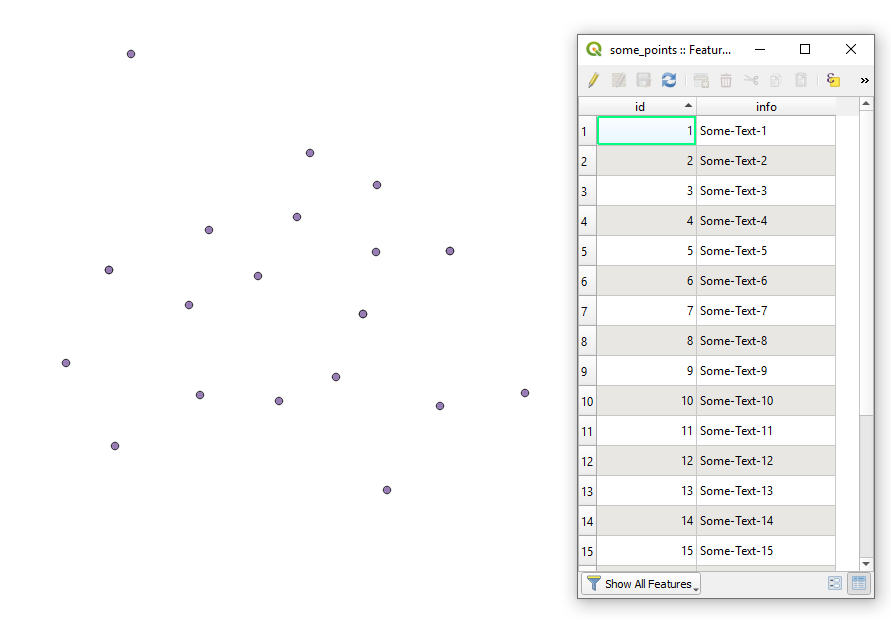 some_points :: Featur...
id info
1 1 Some-Text-1
2 2 Some-Text-2
3 3 Some-Text-3
4 4 Some-Text-4
5 5 Some-Text-5
6 6 Some-Text-6
7 7 Some-Text-7
8 8 Some-Text-8
9 9 Some-Text-9
10 10 Some-Text-10
11 11 Some-Text-11
12 12 Some-Text-12
13 13 Some-Text-13
14 14 Some-Text-14
15 15 Some-Text-15
Show All Features